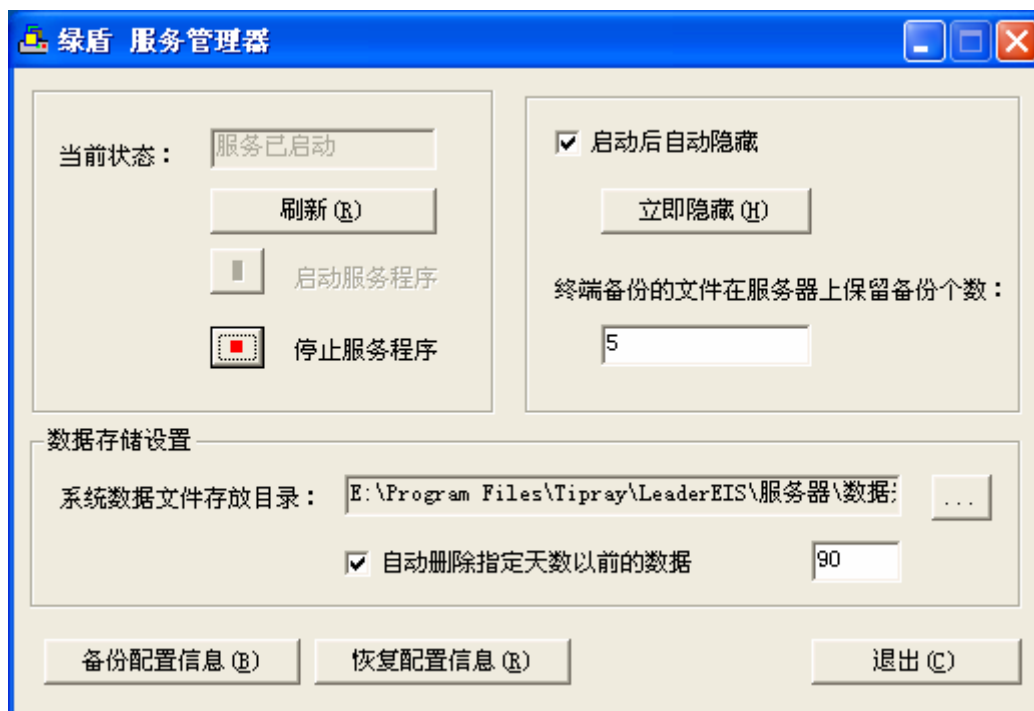 绿盾 服务管理器
当前状态：
服务已启动
刷新(R)
启动服务程序
停止服务程序
启动后自动隐藏
立即隐藏(H)
终端备份的文件在服务器上保留备份个数：
5
数据存储设置
系统数据文件存放目录：
E:\Program Files\Tipray\LeaderEIS\服务器\数据
...
自动删除指定天数以前的数据
90
备份配置信息(B)
恢复配置信息(R)
退出(C)